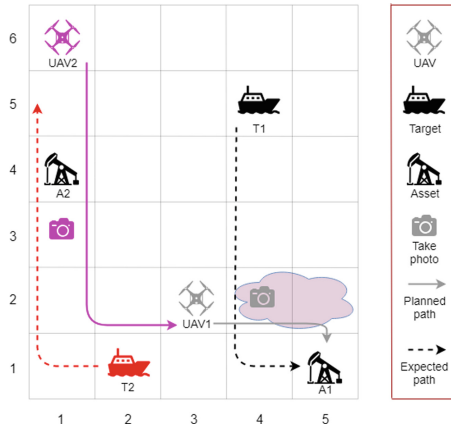 6
UAV2
UAV
5
T1
Target
4
A2
Asset
3
Take
photo
2
UAV1
Planned
path
1
T2
A1
Expected
path
1 2 3 4 5